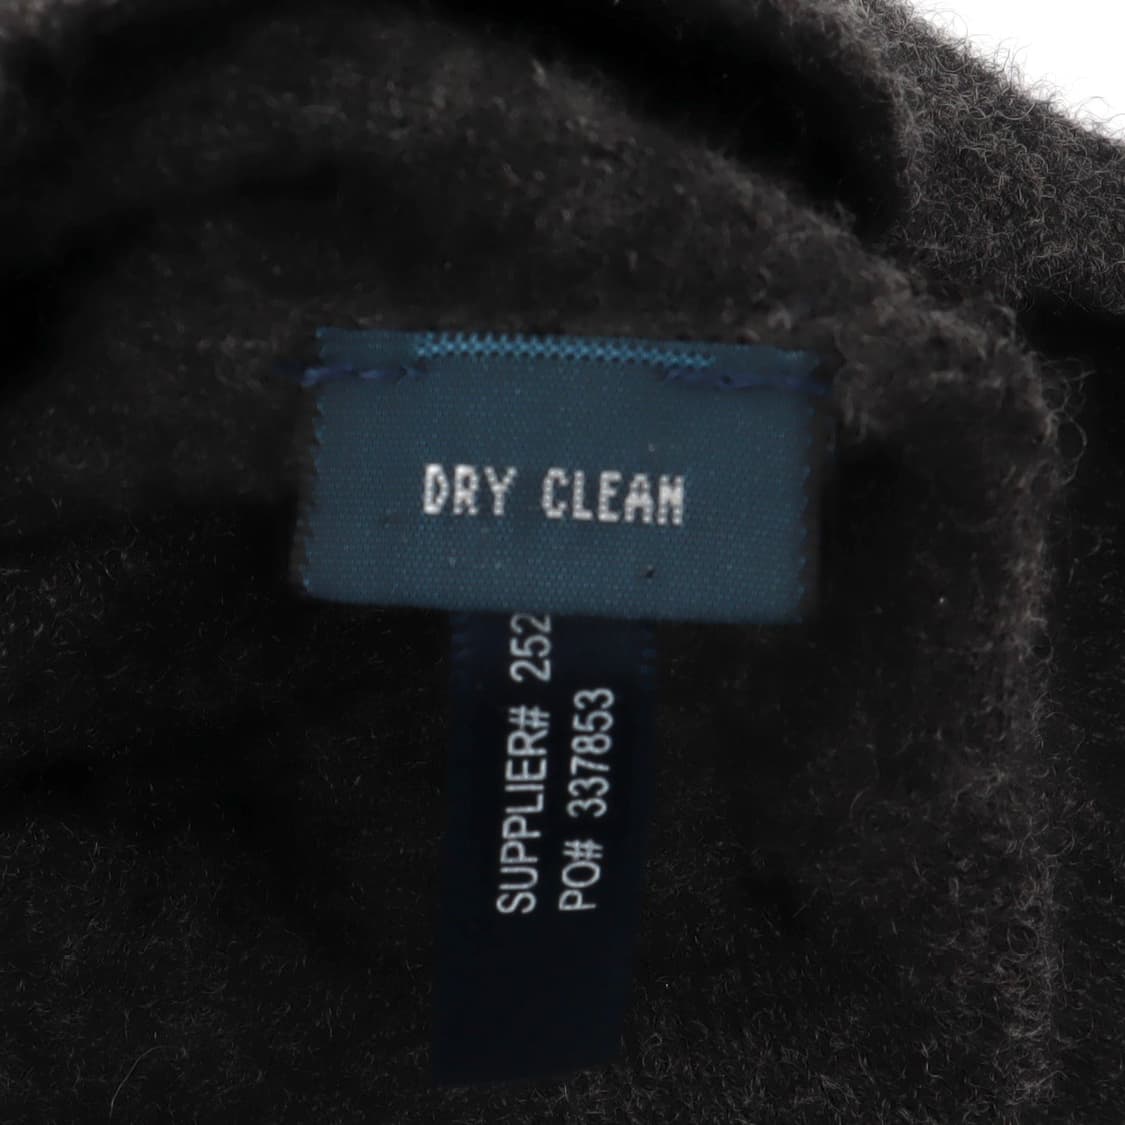 DRY CLEAN
SUPPLIER# 252
PO# 337853